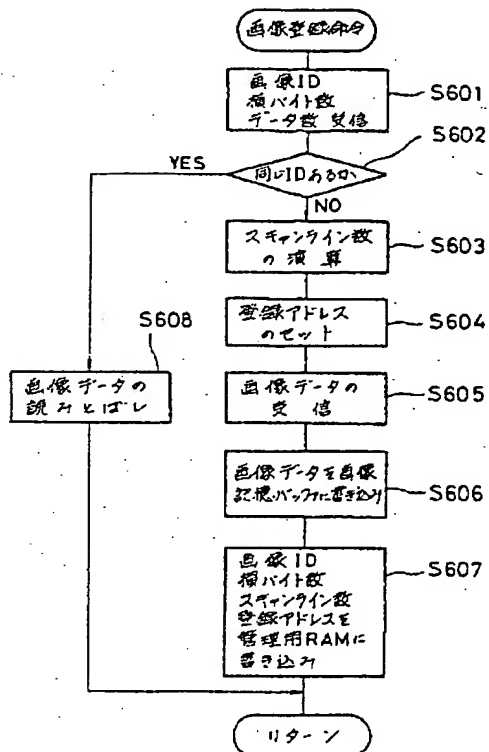 画像登録命令
画像ID
横バイト数
データ数 受信
S601
S602
同じIDあるか
YES
NO
スキャンライン数
の演算
S603
登録アドレス
のセット
S604
S608
画像データの
読みとばし
画像データの
受信
S605
画像データを画像
記憶バッファに書き込み
S606
画像ID
横バイト数
スキャンライン数
登録アドレスを
管理用RAMに
書き込み
S607
リターン